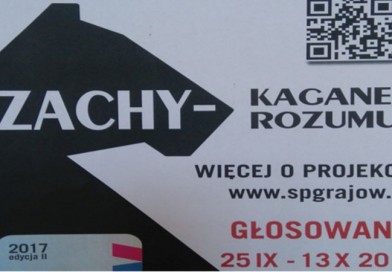 ZACHY-
KAGANE
ROZUMU
WIĘCEJ O PROJEKC
www.spgrajow.
GŁOSOWAN
25 IX - 13 X 20
2017
edycja II